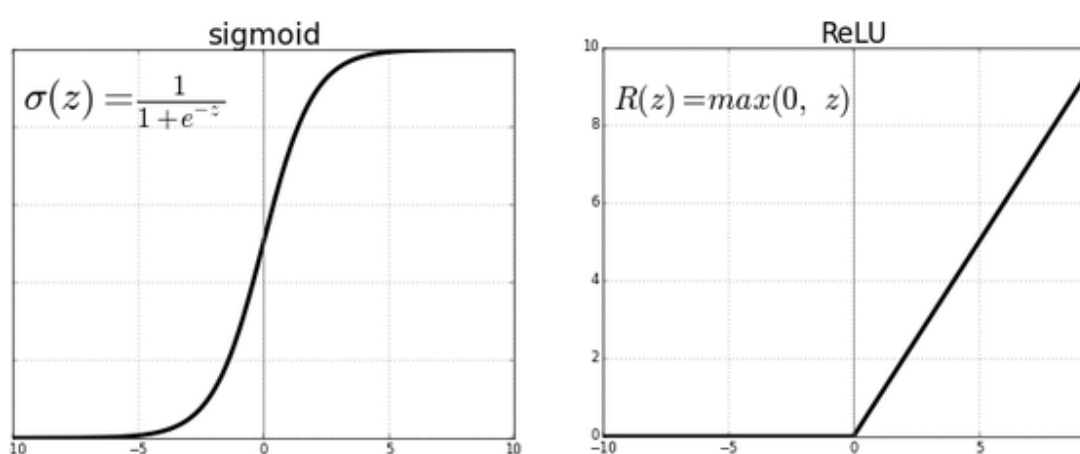 sigmoid
σ(z) = 1/(1+e^{-z})
10 −5 0 5 10
ReLU
R(z) = max(0, z)
10
8
6
4
2
0
−10 −5 0 5